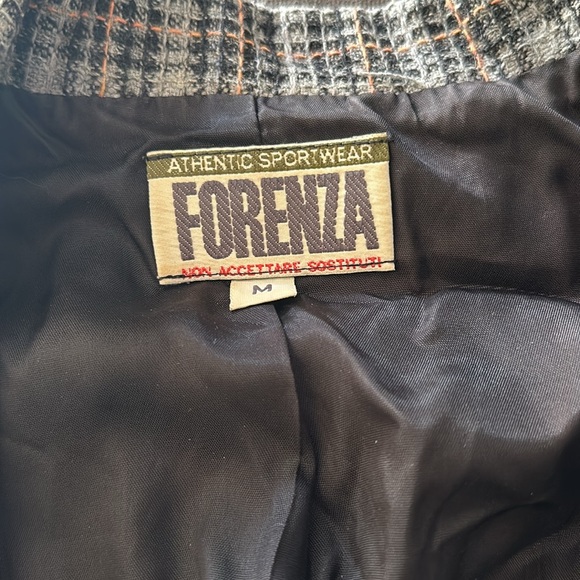 ATHENTIC SPORTWEAR
FORENZA
NON ACCETTARE SOSTITUTI
M